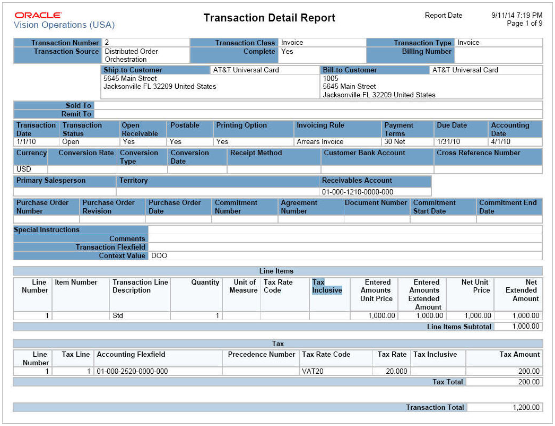 ORACLE
Vision Operations (USA)
Transaction Detail Report
Report Date 9/11/14 7:19 PM
Page 1 of 9
Transaction Number 2 Transaction Class Invoice Transaction Type Invoice
Transaction Source Distributed Order Orchestration Complete Yes Billing Number
Ship to Customer AT&T Universal Card Bill to Customer AT&T Universal Card
5645 Main Street 1005
Jacksonville FL 32209 United States 5645 Main Street
Jacksonville FL 32209 United States
Sold To
Remit To
Transaction Date Transaction Status Open Receivable Postable Printing Option Invoicing Rule Payment Terms Due Date Accounting Date
1/1/10 Open Yes Yes Yes Arrears invoice 30 Net 1/31/10 4/1/10
Currency Conversion Rate Conversion Type Conversion Date Receipt Method Customer Bank Account Cross Reference Number
USD
Primary Salesperson Territory Receivables Account
01-000-1210-0000-000
Purchase Order Number Purchase Order Revision Purchase Order Date Commitment Number Agreement Number Document Number Commitment Start Date Commitment End Date
Special Instructions
Comments
Transaction Flexfield
Context Value DOO
Line Items
Line Number Item Number Transaction Line Description Quantity Unit of Measure Tax Rate Code Tax Inclusive Entered Amounts Unit Price Entered Amounts Extended Amount Net Unit Price Net Extended Amount
1 Std 1 1,000.00 1,000.00 1,000.00 1,000.00
Line Items Subtotal 1,000.00
Tax
Line Number Tax Line Accounting Flexfield Precedence Number Tax Rate Code Tax Rate Tax Inclusive Tax Amount
1 1 01-000-2520-0000-000 VAT20 20.000 200.00
Tax Total 200.00
Transaction Total 1,200.00